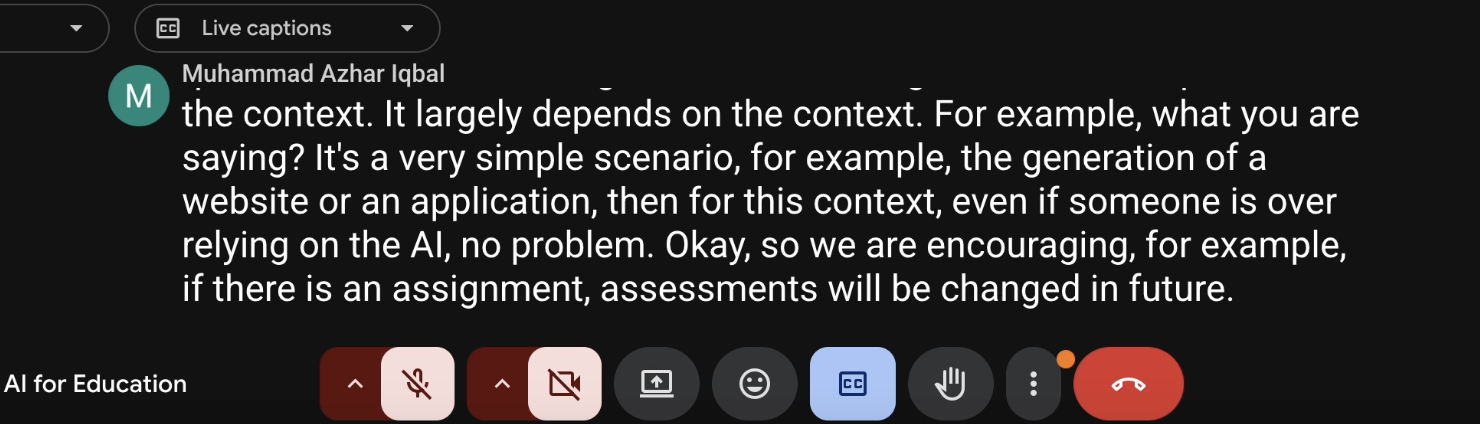 Live captions
Muhammad Azhar Iqbal
M
the context. It largely depends on the context. For example, what you are
saying? It's a very simple scenario, for example, the generation of a
website or an application, then for this context, even if someone is over
relying on the AI, no problem. Okay, so we are encouraging, for example,
if there is an assignment, assessments will be changed in future.
AI for Education